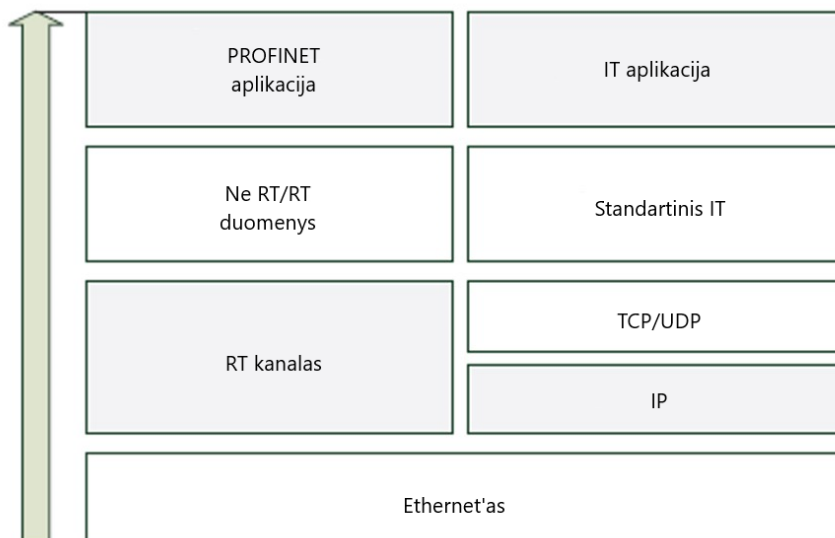 PROFINET
aplikacija
IT aplikacija
Ne RT/RT
duomenys
Standartinis IT
RT kanalas
TCP/UDP
IP
Ethernet'as